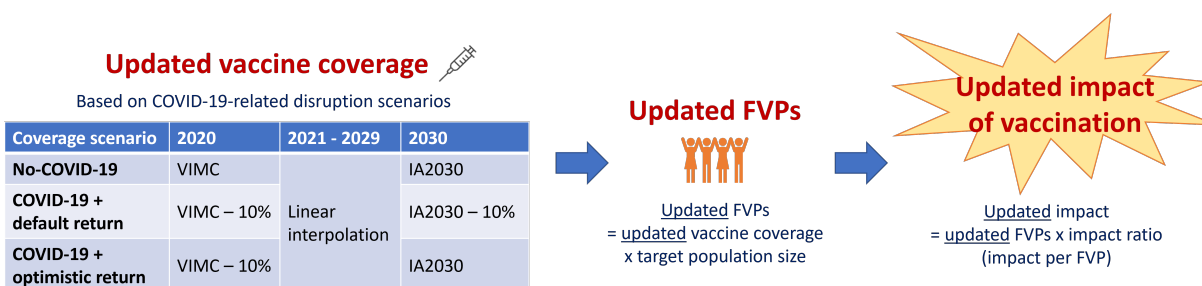 Updated vaccine coverage
Based on COVID-19-related disruption scenarios
Coverage scenario 2020 2021 - 2029 2030
No-COVID-19 VIMC IA2030
COVID-19 +
default return VIMC – 10% Linear
interpolation IA2030 – 10%
COVID-19 +
optimistic return VIMC – 10% IA2030
Updated FVPs
Updated FVPs
= updated vaccine coverage
x target population size
Updated impact
of vaccination
Updated impact
= updated FVPs x impact ratio
(impact per FVP)